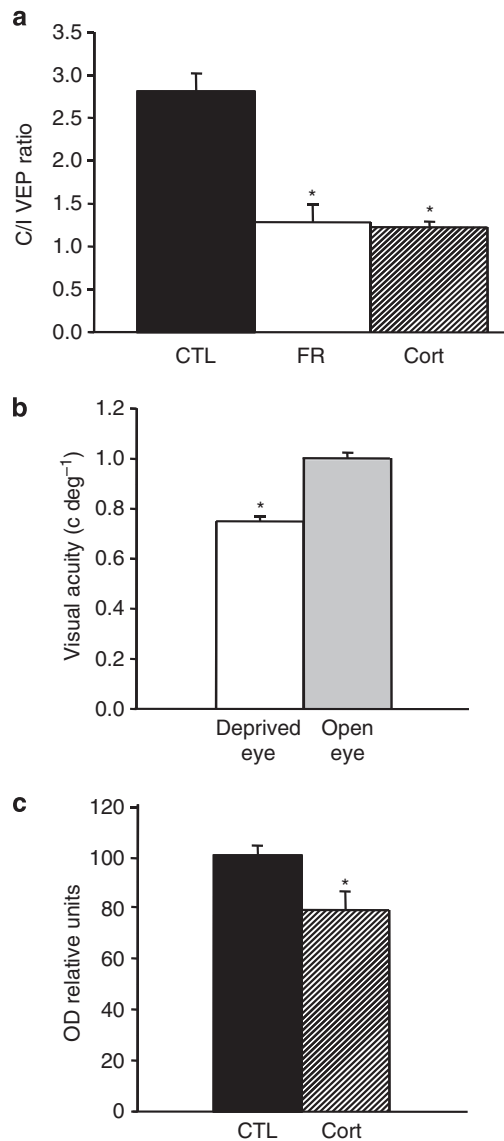 a
C/I VEP ratio
3.5
3.0
2.5
2.0
1.5
1.0
0.5
0.0
*
*
CTL FR Cort
b
Visual acuity (c deg⁻¹)
1.2
1.0
0.8
0.6
0.4
0.2
0.0
*
Deprived eye
Open eye
c
OD relative units
120
100
80
60
40
20
0
*
CTL Cort